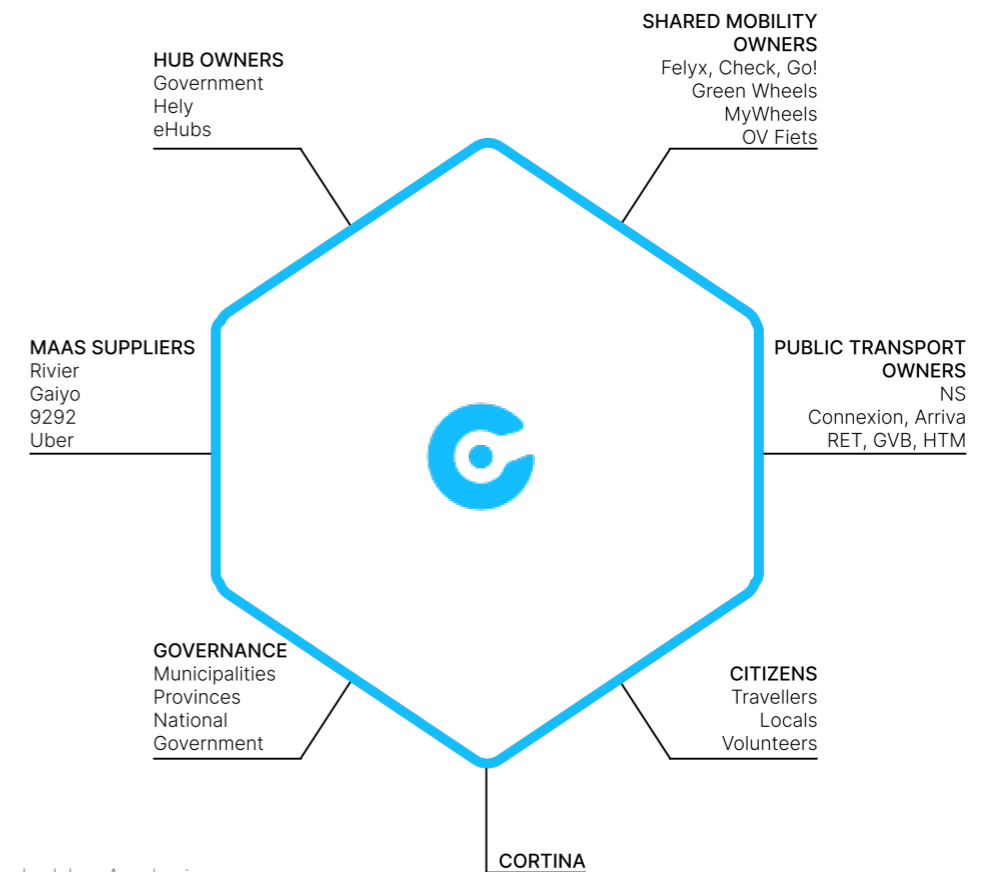 SHARED MOBILITY
OWNERS
Felyx, Check, Go!
Green Wheels
MyWheels
OV Fiets
HUB OWNERS
Government
Hely
eHubs
MAAS SUPPLIERS
Rivier
Gaiyo
9292
Uber
PUBLIC TRANSPORT
OWNERS
NS
Connexion, Arriva
RET, GVB, HTM
GOVERNANCE
Municipalities
Provinces
National
Government
CITIZENS
Travellers
Locals
Volunteers
CORTINA